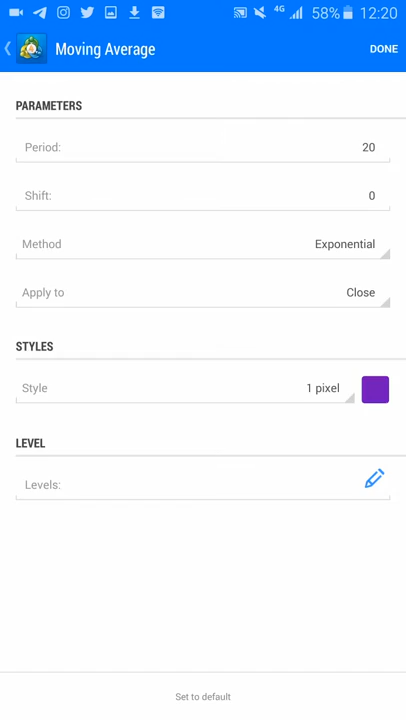 4G 58% 12:20
Moving Average DONE
PARAMETERS
Period: 20
Shift: 0
Method Exponential
Apply to Close
STYLES
Style 1 pixel
LEVEL
Levels:
Set to default